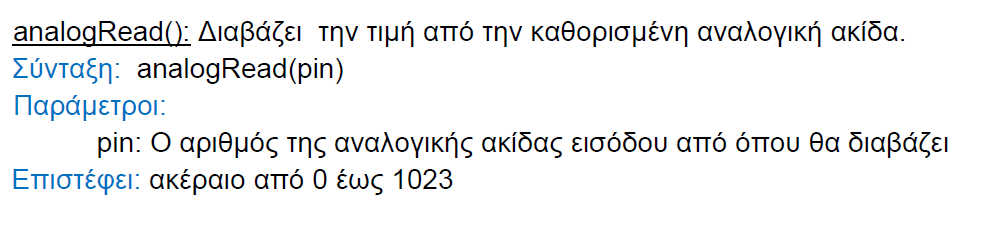 analogRead(): Διαβάζει  την τιμή από την καθορισμένη αναλογική ακίδα.
Σύνταξη:  analogRead(pin)
Παράμετροι:
pin: Ο αριθμός της αναλογικής ακίδας εισόδου από όπου θα διαβάζει
Επιστέφει: ακέραιο από 0 έως 1023